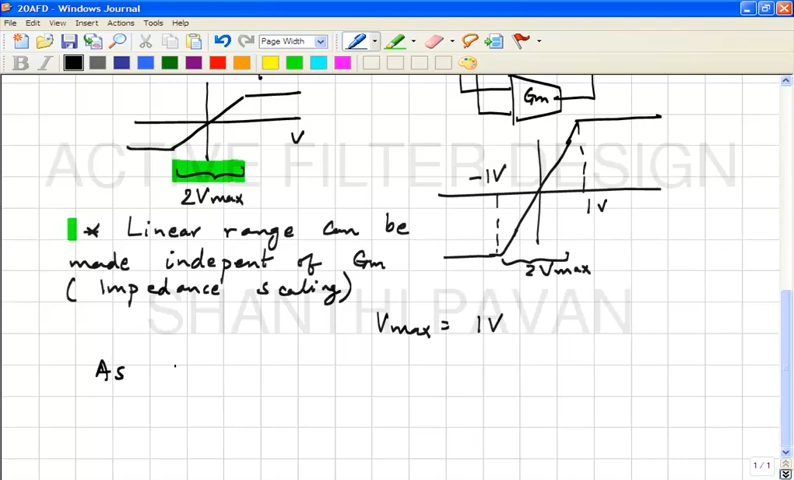 20AFD - Windows Journal
File Edit View Insert Actions Tools Help
Page Width
B I
Gm
V
2Vmax
-1V
1V
2Vmax
* Linear range can be
made indepent of Gm
( Impedance scaling)
Vmax = 1V
As
ACTIVE FILTER DESIGN
SHANTHI PAVAN
1/1